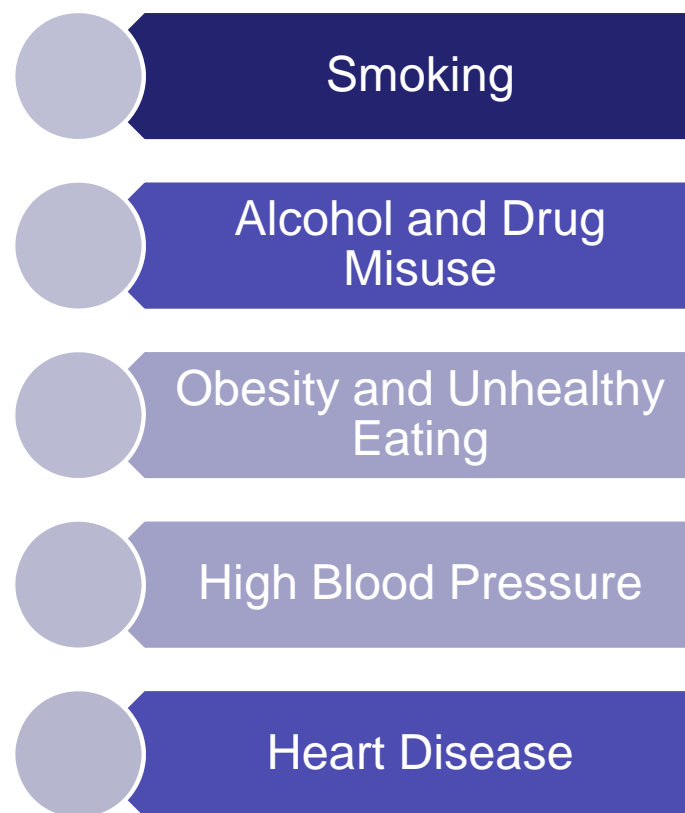 Smoking
Alcohol and Drug
Misuse
Obesity and Unhealthy
Eating
High Blood Pressure
Heart Disease